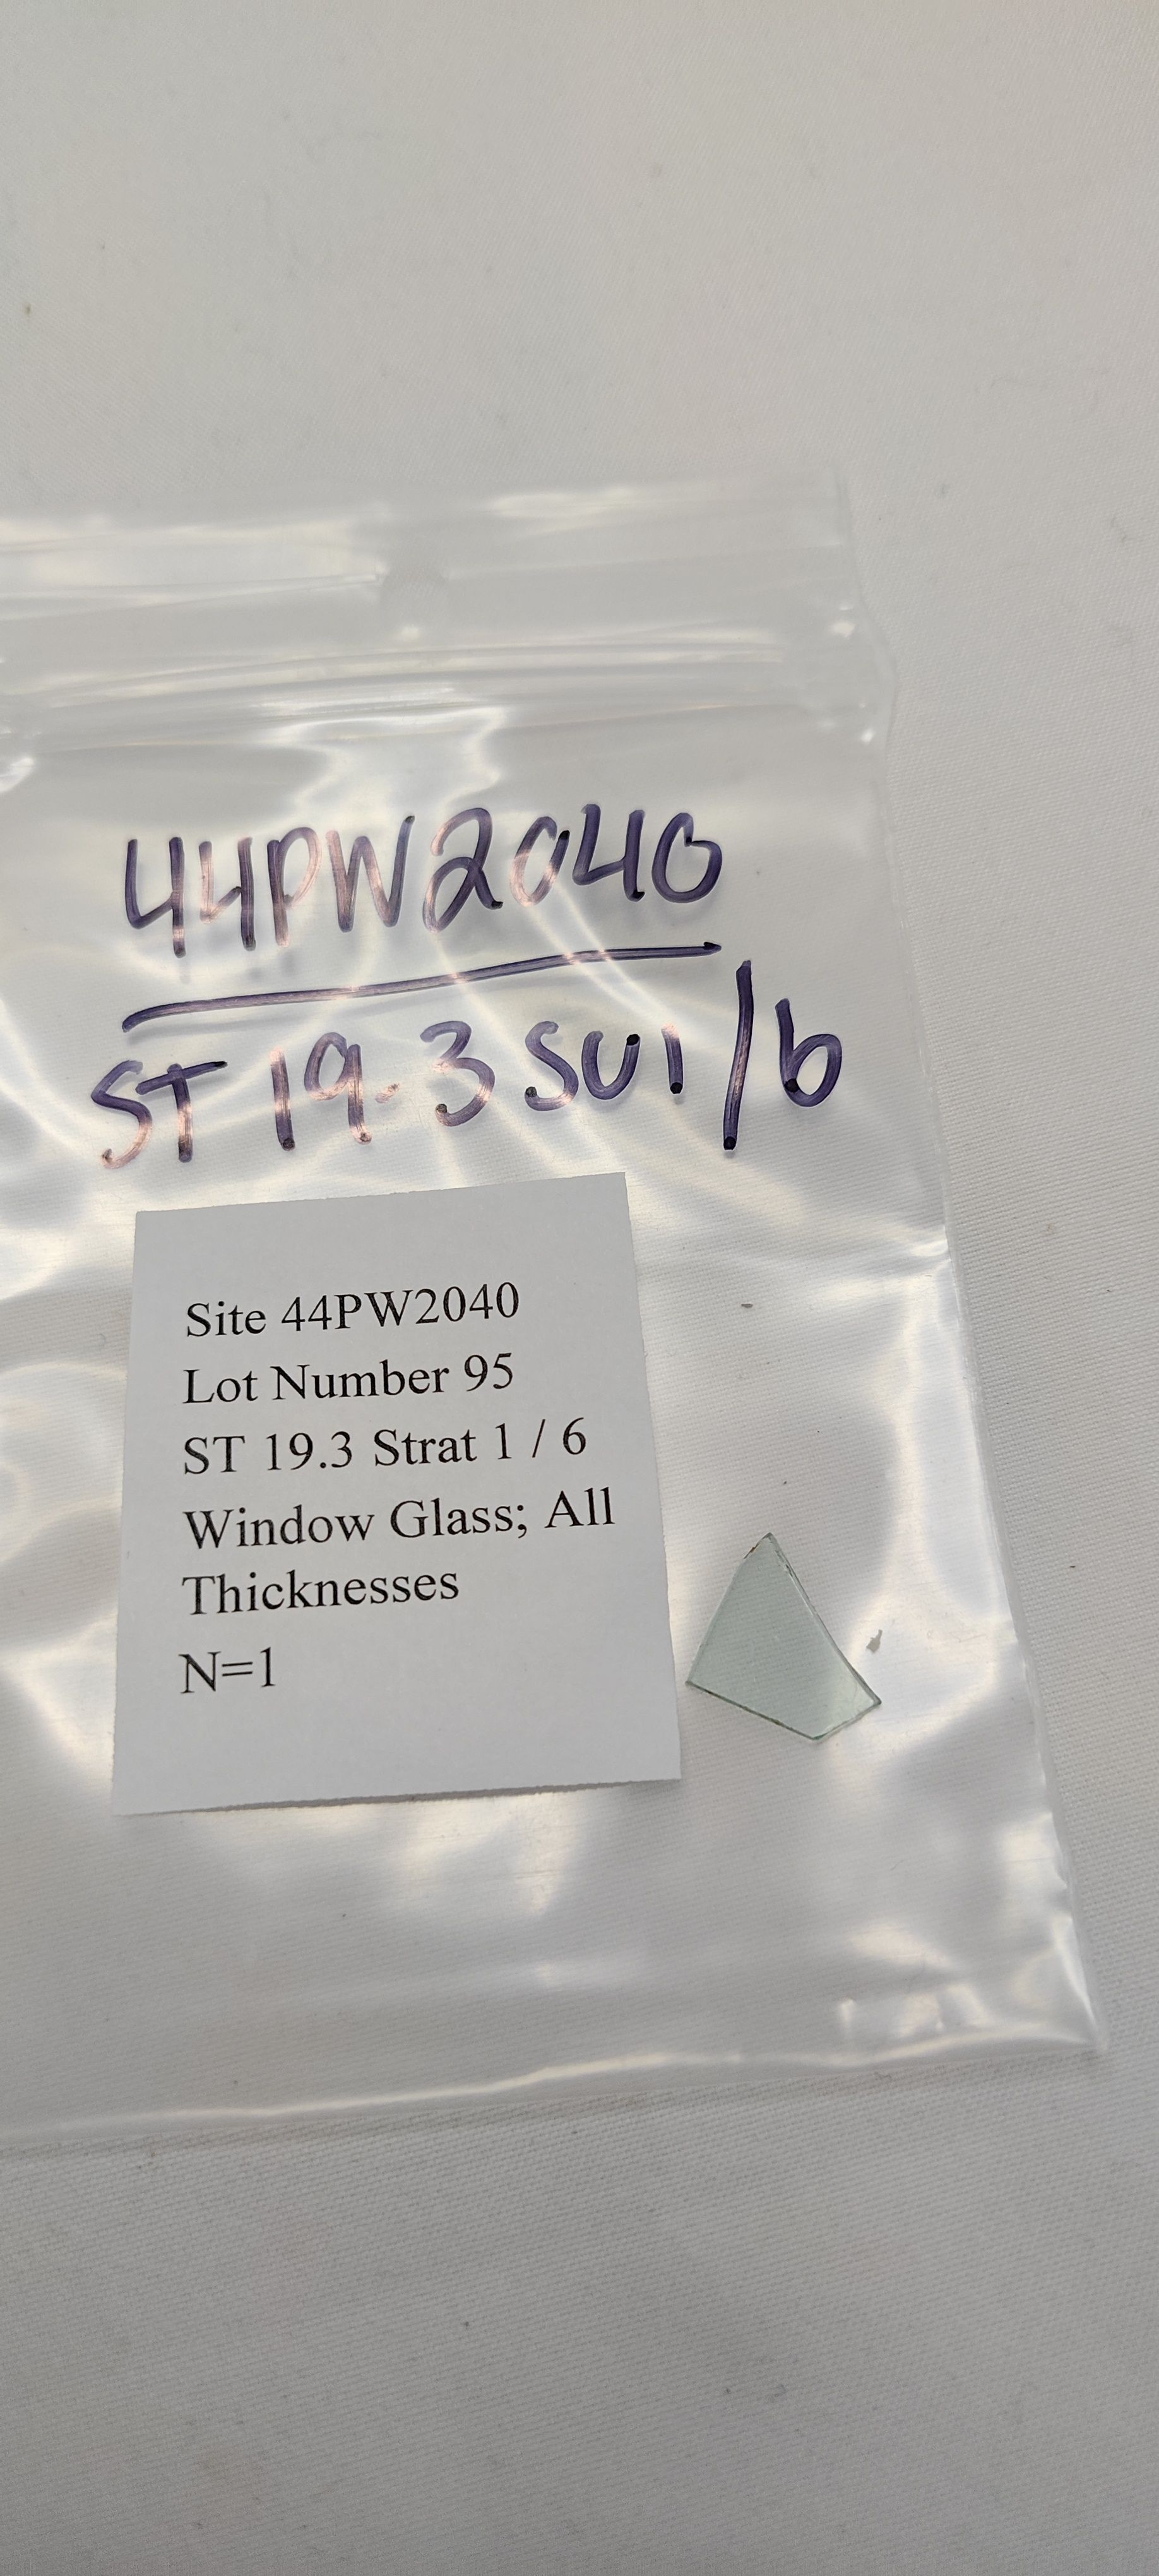 44PW2040
ST 19.3 SU1/6
Site 44PW2040
Lot Number 95
ST 19.3 Strat 1 / 6
Window Glass; All
Thicknesses
N=1